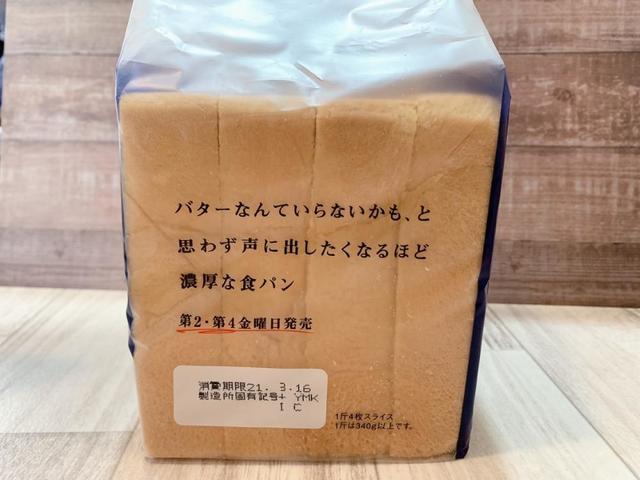 バターなんていらないかも、と
思わず声に出したくなるほど
濃厚な食パン
第2・第4金曜日発売
消費期限21. 3.16
製造所固有記号+ YMK
I C
1斤4枚スライス
1斤は340g以上です。